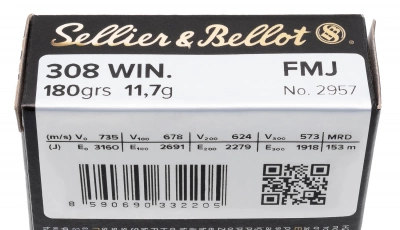 Sellier & Bellot S&B
308 WIN. FMJ
180grs 11,7g No. 2957
(m/s) V₀ 735 V₁₀₀ 678 V₂₀₀ 624 V₃₀₀ 573 MRD
(J) E₀ 3160 E₁₀₀ 2691 E₂₀₀ 2279 E₃₀₀ 1918 153 m
8 590690 332205